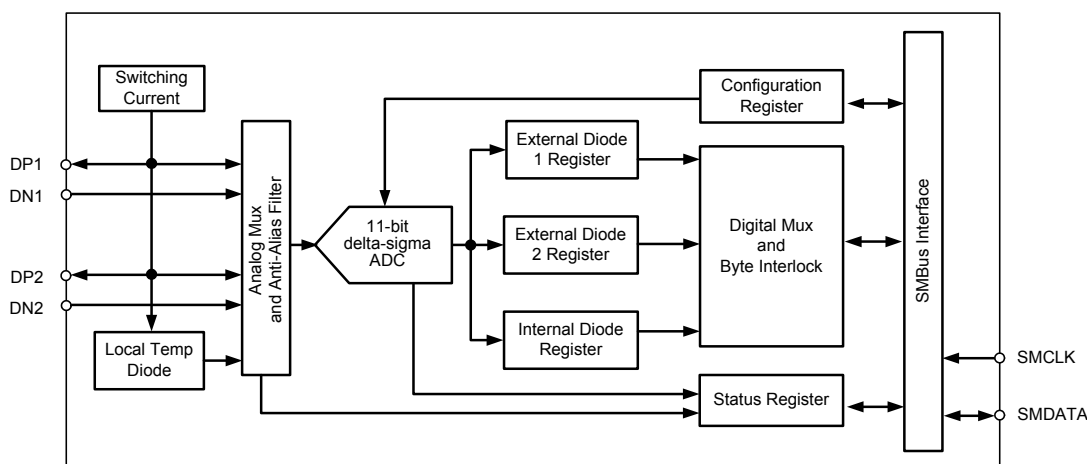 Switching
Current
DP1
DN1
DP2
DN2
Local Temp
Diode
Analog Mux
and Anti-Alias Filter
11-bit
delta-sigma
ADC
External Diode
1 Register
External Diode
2 Register
Internal Diode
Register
Configuration
Register
Digital Mux
and
Byte Interlock
Status Register
SMBus Interface
SMCLK
SMDATA